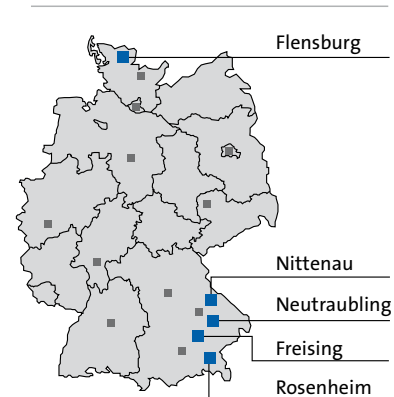 Flensburg
Nittenau
Neutraubling
Freising
Rosenheim